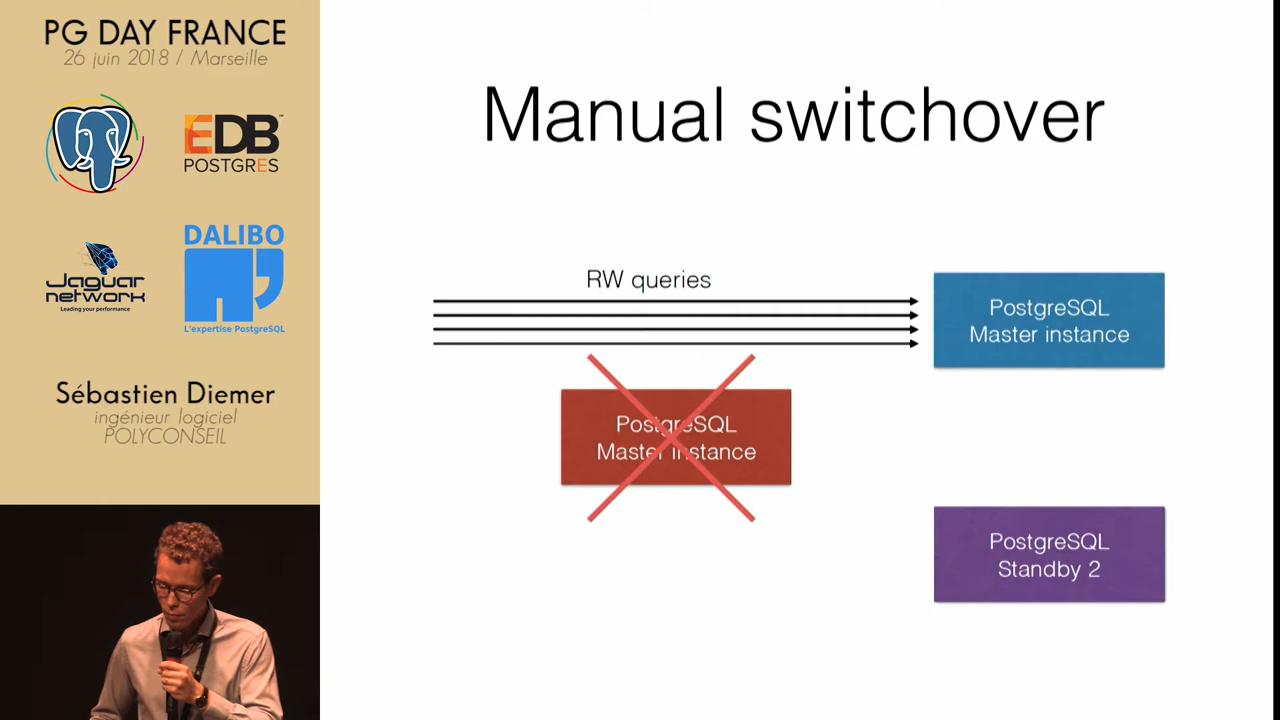 PG DAY FRANCE
26 juin 2018 / Marseille
EDB™
POSTGRES
Jaguar
network
Leading your performance
DALIBO
L'expertise PostgreSQL
Sébastien Diemer
ingénieur logiciel
POLYCONSEIL
Manual switchover
RW queries
PostgreSQL
Master instance
PostgreSQL
Master instance
PostgreSQL
Standby 2